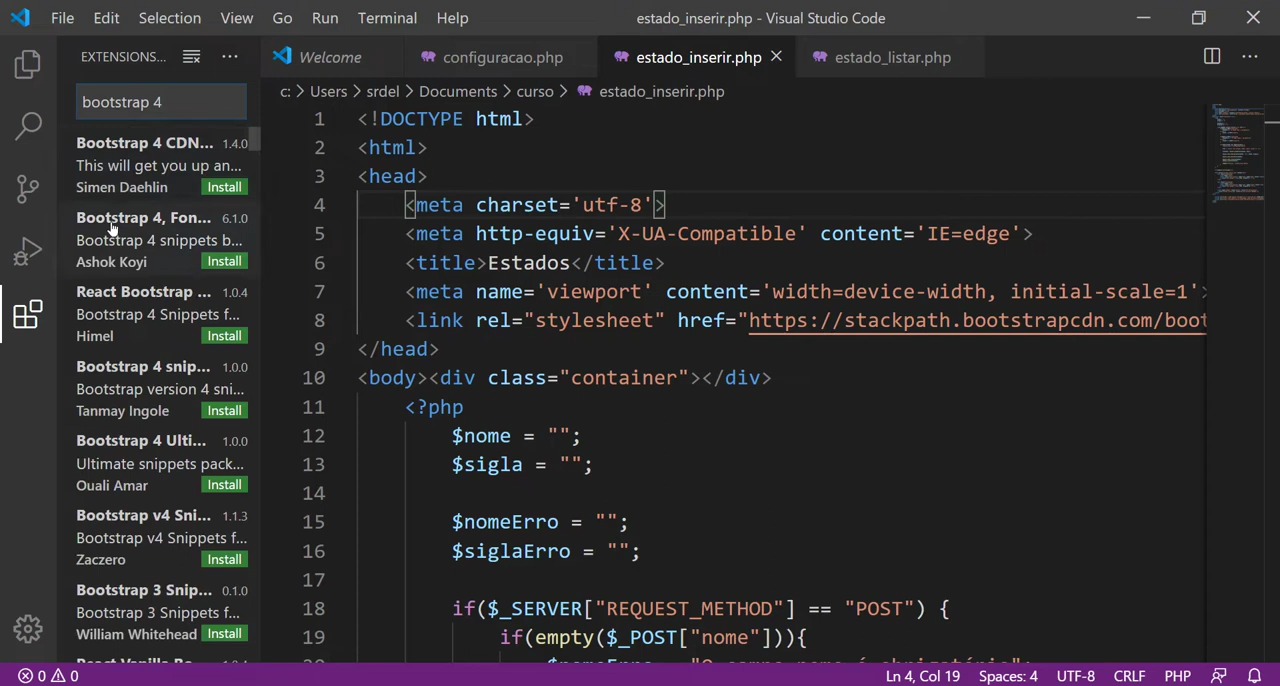 File Edit Selection View Go Run Terminal Help
estado_inserir.php - Visual Studio Code
EXTENSIONS...
Welcome
configuracao.php
estado_inserir.php
estado_listar.php
bootstrap 4
c: > Users > srdel > Documents > curso > estado_inserir.php
Bootstrap 4 CDN... 1.4.0
This will get you up an...
Simen Daehlin Install
Bootstrap 4, Fon... 6.1.0
Bootstrap 4 snippets b...
Ashok Koyi Install
React Bootstrap ... 1.0.4
Bootstrap 4 Snippets f...
Himel Install
Bootstrap 4 snip... 1.0.0
Bootstrap version 4 sni...
Tanmay Ingole Install
Bootstrap 4 Ulti... 1.0.0
Ultimate snippets pack...
Ouali Amar Install
Bootstrap v4 Sni... 1.1.3
Bootstrap v4 Snippets f...
Zaczero Install
Bootstrap 3 Snip... 0.1.0
Bootstrap 3 Snippets f...
William Whitehead Install
1 <!DOCTYPE html>
2 <html>
3 <head>
4 <meta charset='utf-8'>
5 <meta http-equiv='X-UA-Compatible' content='IE=edge'>
6 <title>Estados</title>
7 <meta name='viewport' content='width=device-width, initial-scale=1'>
8 <link rel="stylesheet" href="https://stackpath.bootstrapcdn.com/boot
9 </head>
10 <body><div class="container"></div>
11 <?php
12 $nome = "";
13 $sigla = "";
14
15 $nomeErro = "";
16 $siglaErro = "";
17
18 if($_SERVER["REQUEST_METHOD"] == "POST") {
19 if(empty($_POST["nome"])){
0 0
Ln 4, Col 19 Spaces: 4 UTF-8 CRLF PHP